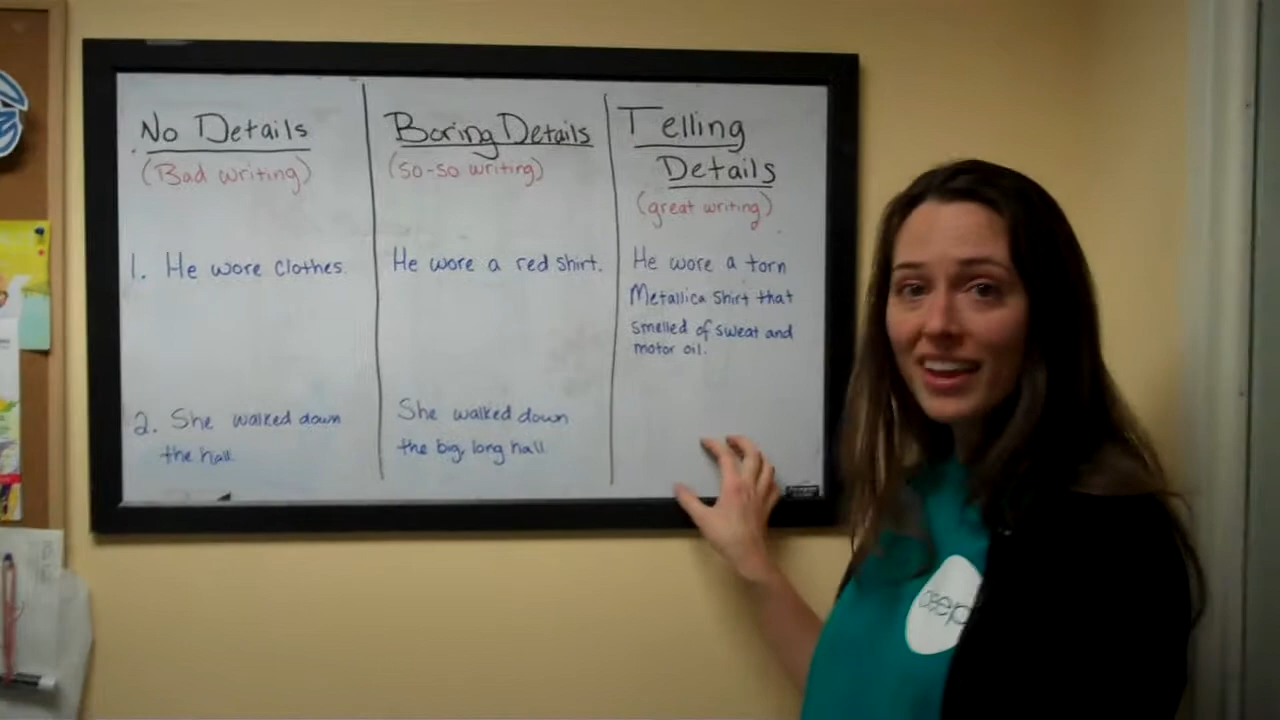 No Details
(Bad writing)
1. He wore clothes.
2. She walked down
the hall.
Boring Details
(so-so writing)
He wore a red shirt.
She walked down
the big, long hall.
Telling
Details
(great writing)
He wore a torn
Metallica shirt that
smelled of sweat and
motor oil.